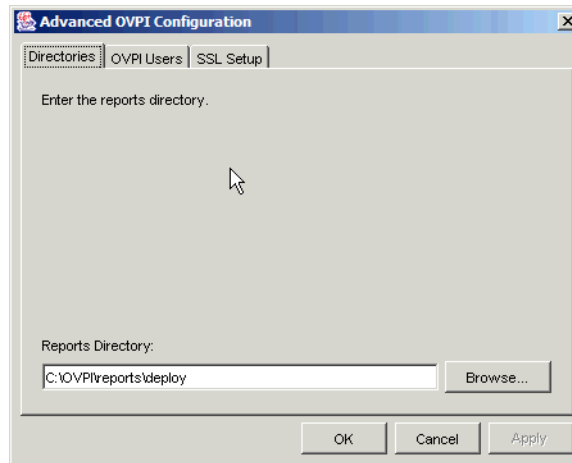 Advanced OVPI Configuration
Directories OVPI Users SSL Setup
Enter the reports directory.
Reports Directory:
C:\OVPI\reports\deploy Browse...
OK Cancel Apply